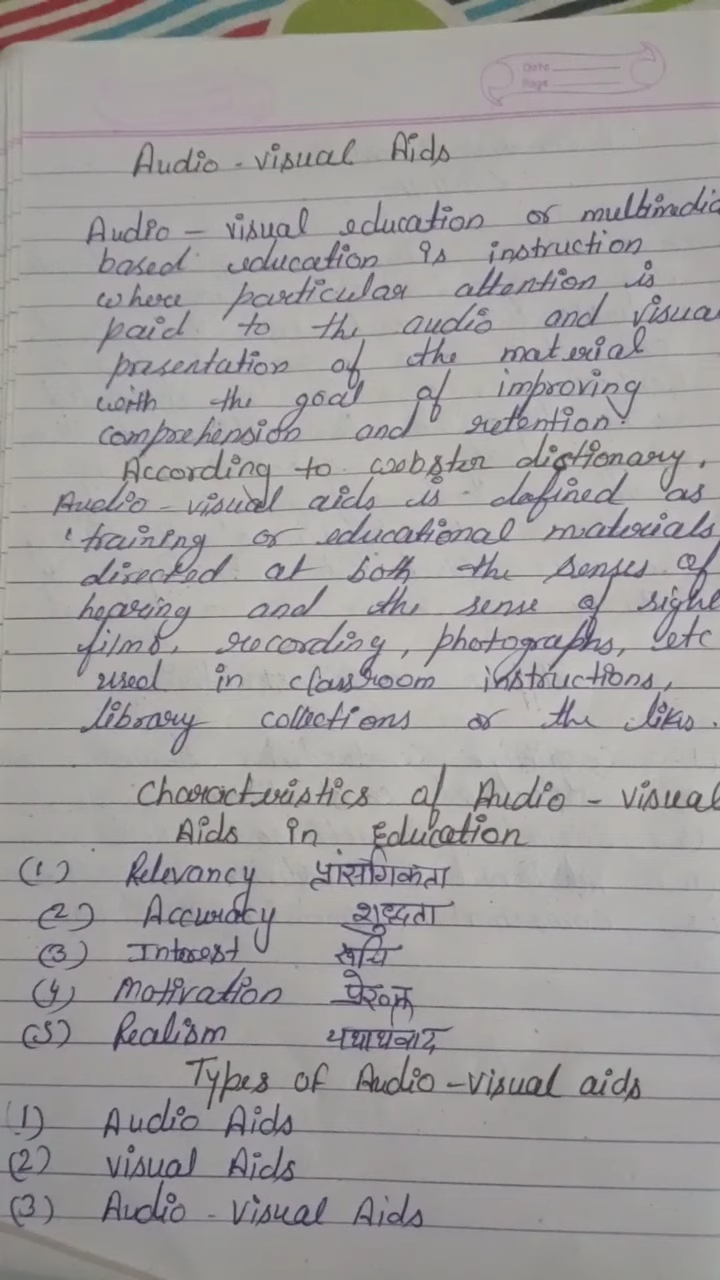 Date
Page
Audio - visual Aids
Audio - visual education or multimedia
based education is instruction
where particular attention is
paid to the audio and visual
presentation of the material
with the goal of improving
comprehension and retention.
According to webster dictionary,
Audio - visual aids is defined as
'training or educational materials
directed at both the senses of
hearing and the sense of sight
films, recording, photographs, etc
used in classroom instructions,
library collections or the likes.
Characteristics of Audio - visual
Aids in Education
(1) Relevancy प्रासंगिकता
(2) Accuracy शुद्धता
(3) Interest रूचि
(4) Motivation
(5) Realism यथार्थवाद
Types of Audio - visual aids
(1) Audio Aids
(2) visual Aids
(3) Audio - visual Aids